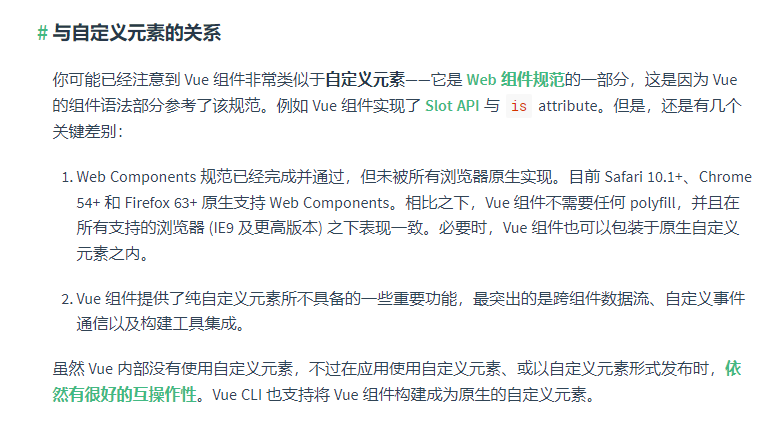 # 与自定义元素的关系
你可能已经注意到 Vue 组件非常类似于自定义元素——它是 Web 组件规范的一部分，这是因为 Vue
的组件语法部分参考了该规范。例如 Vue 组件实现了 Slot API 与 is attribute。但是，还是有几个
关键差别：
1. Web Components 规范已经完成并通过，但未被所有浏览器原生实现。目前 Safari 10.1+、Chrome
54+ 和 Firefox 63+ 原生支持 Web Components。相比之下，Vue 组件不需要任何 polyfill，并且在
所有支持的浏览器 (IE9 及更高版本) 之下表现一致。必要时，Vue 组件也可以包装于原生自定义
元素之内。
2. Vue 组件提供了纯自定义元素所不具备的一些重要功能，最突出的是跨组件数据流、自定义事件
通信以及构建工具集成。
虽然 Vue 内部没有使用自定义元素，不过在应用使用自定义元素、或以自定义元素形式发布时，依
然有很好的互操作性。Vue CLI 也支持将 Vue 组件构建成为原生的自定义元素。